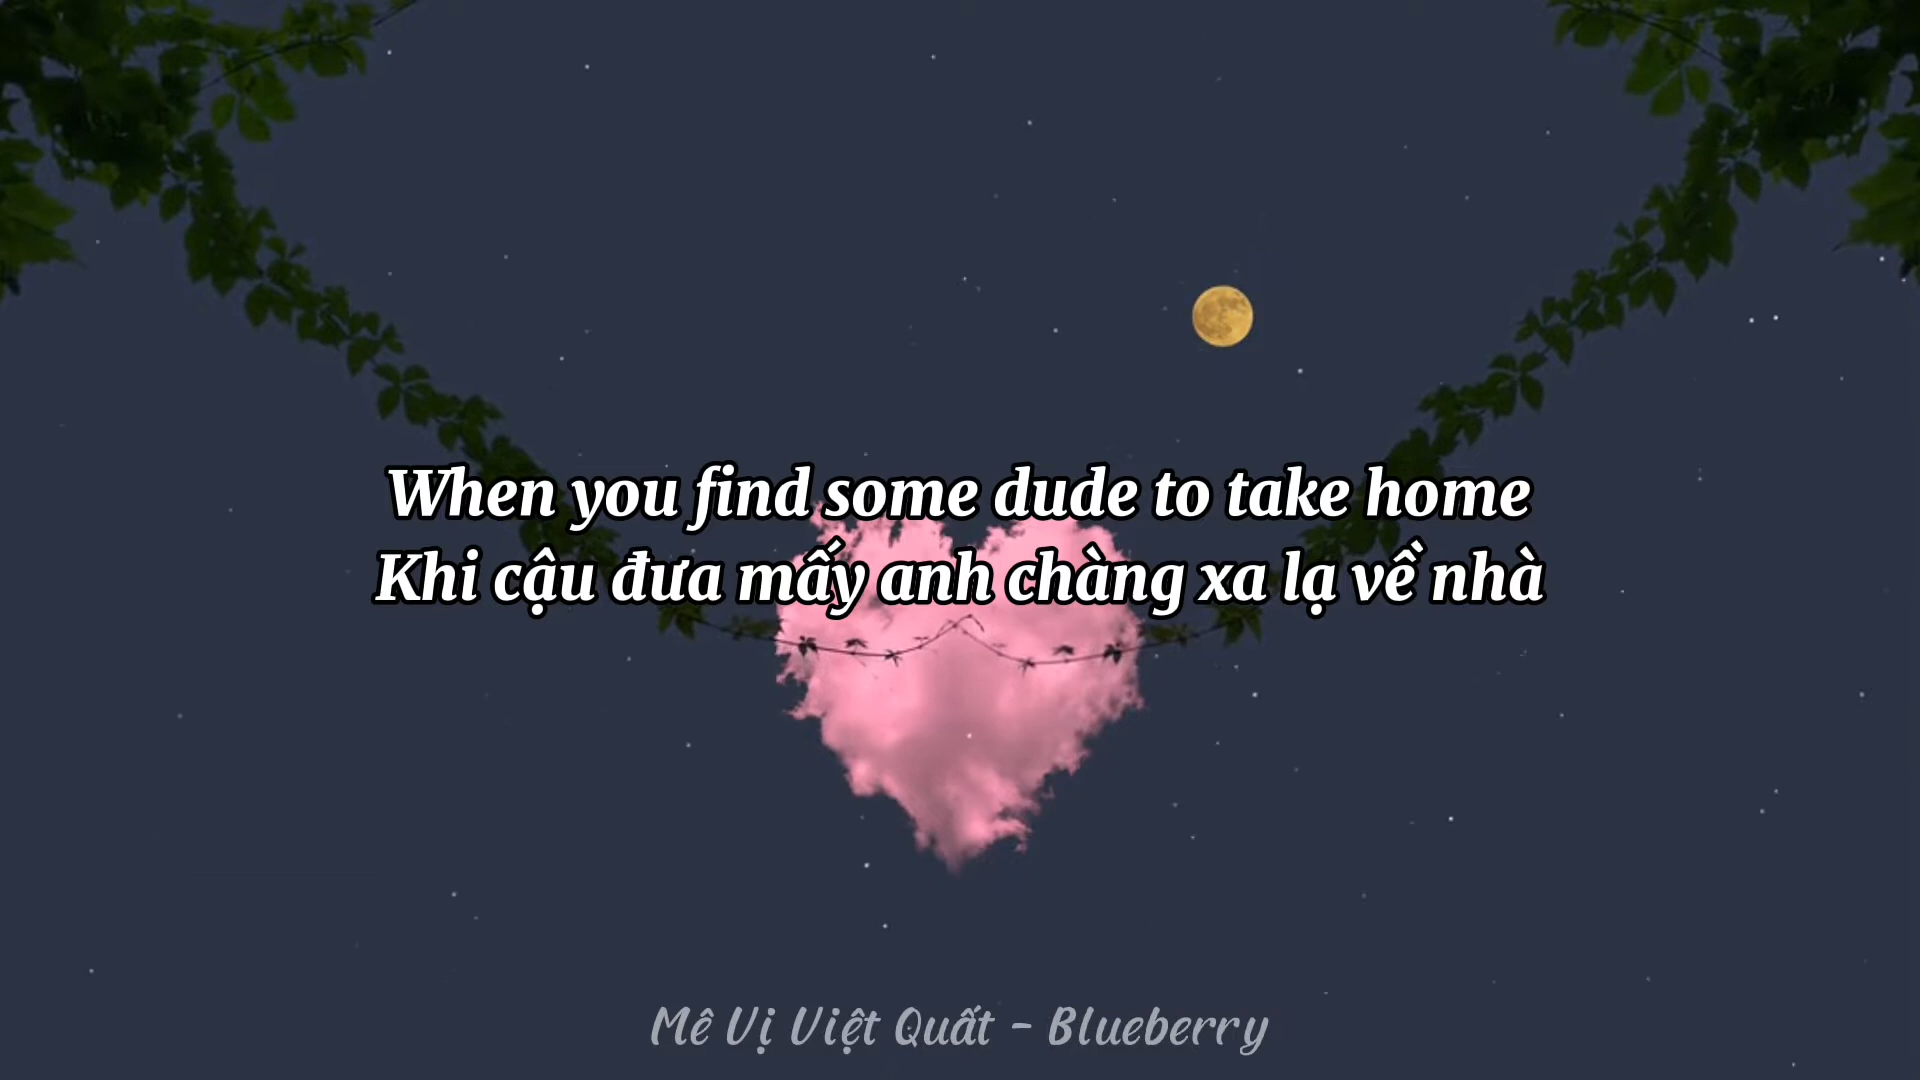 When you find some dude to take home
Khi cậu đưa mấy anh chàng xa lạ về nhà
Mê Vị Việt Quất - Blueberry